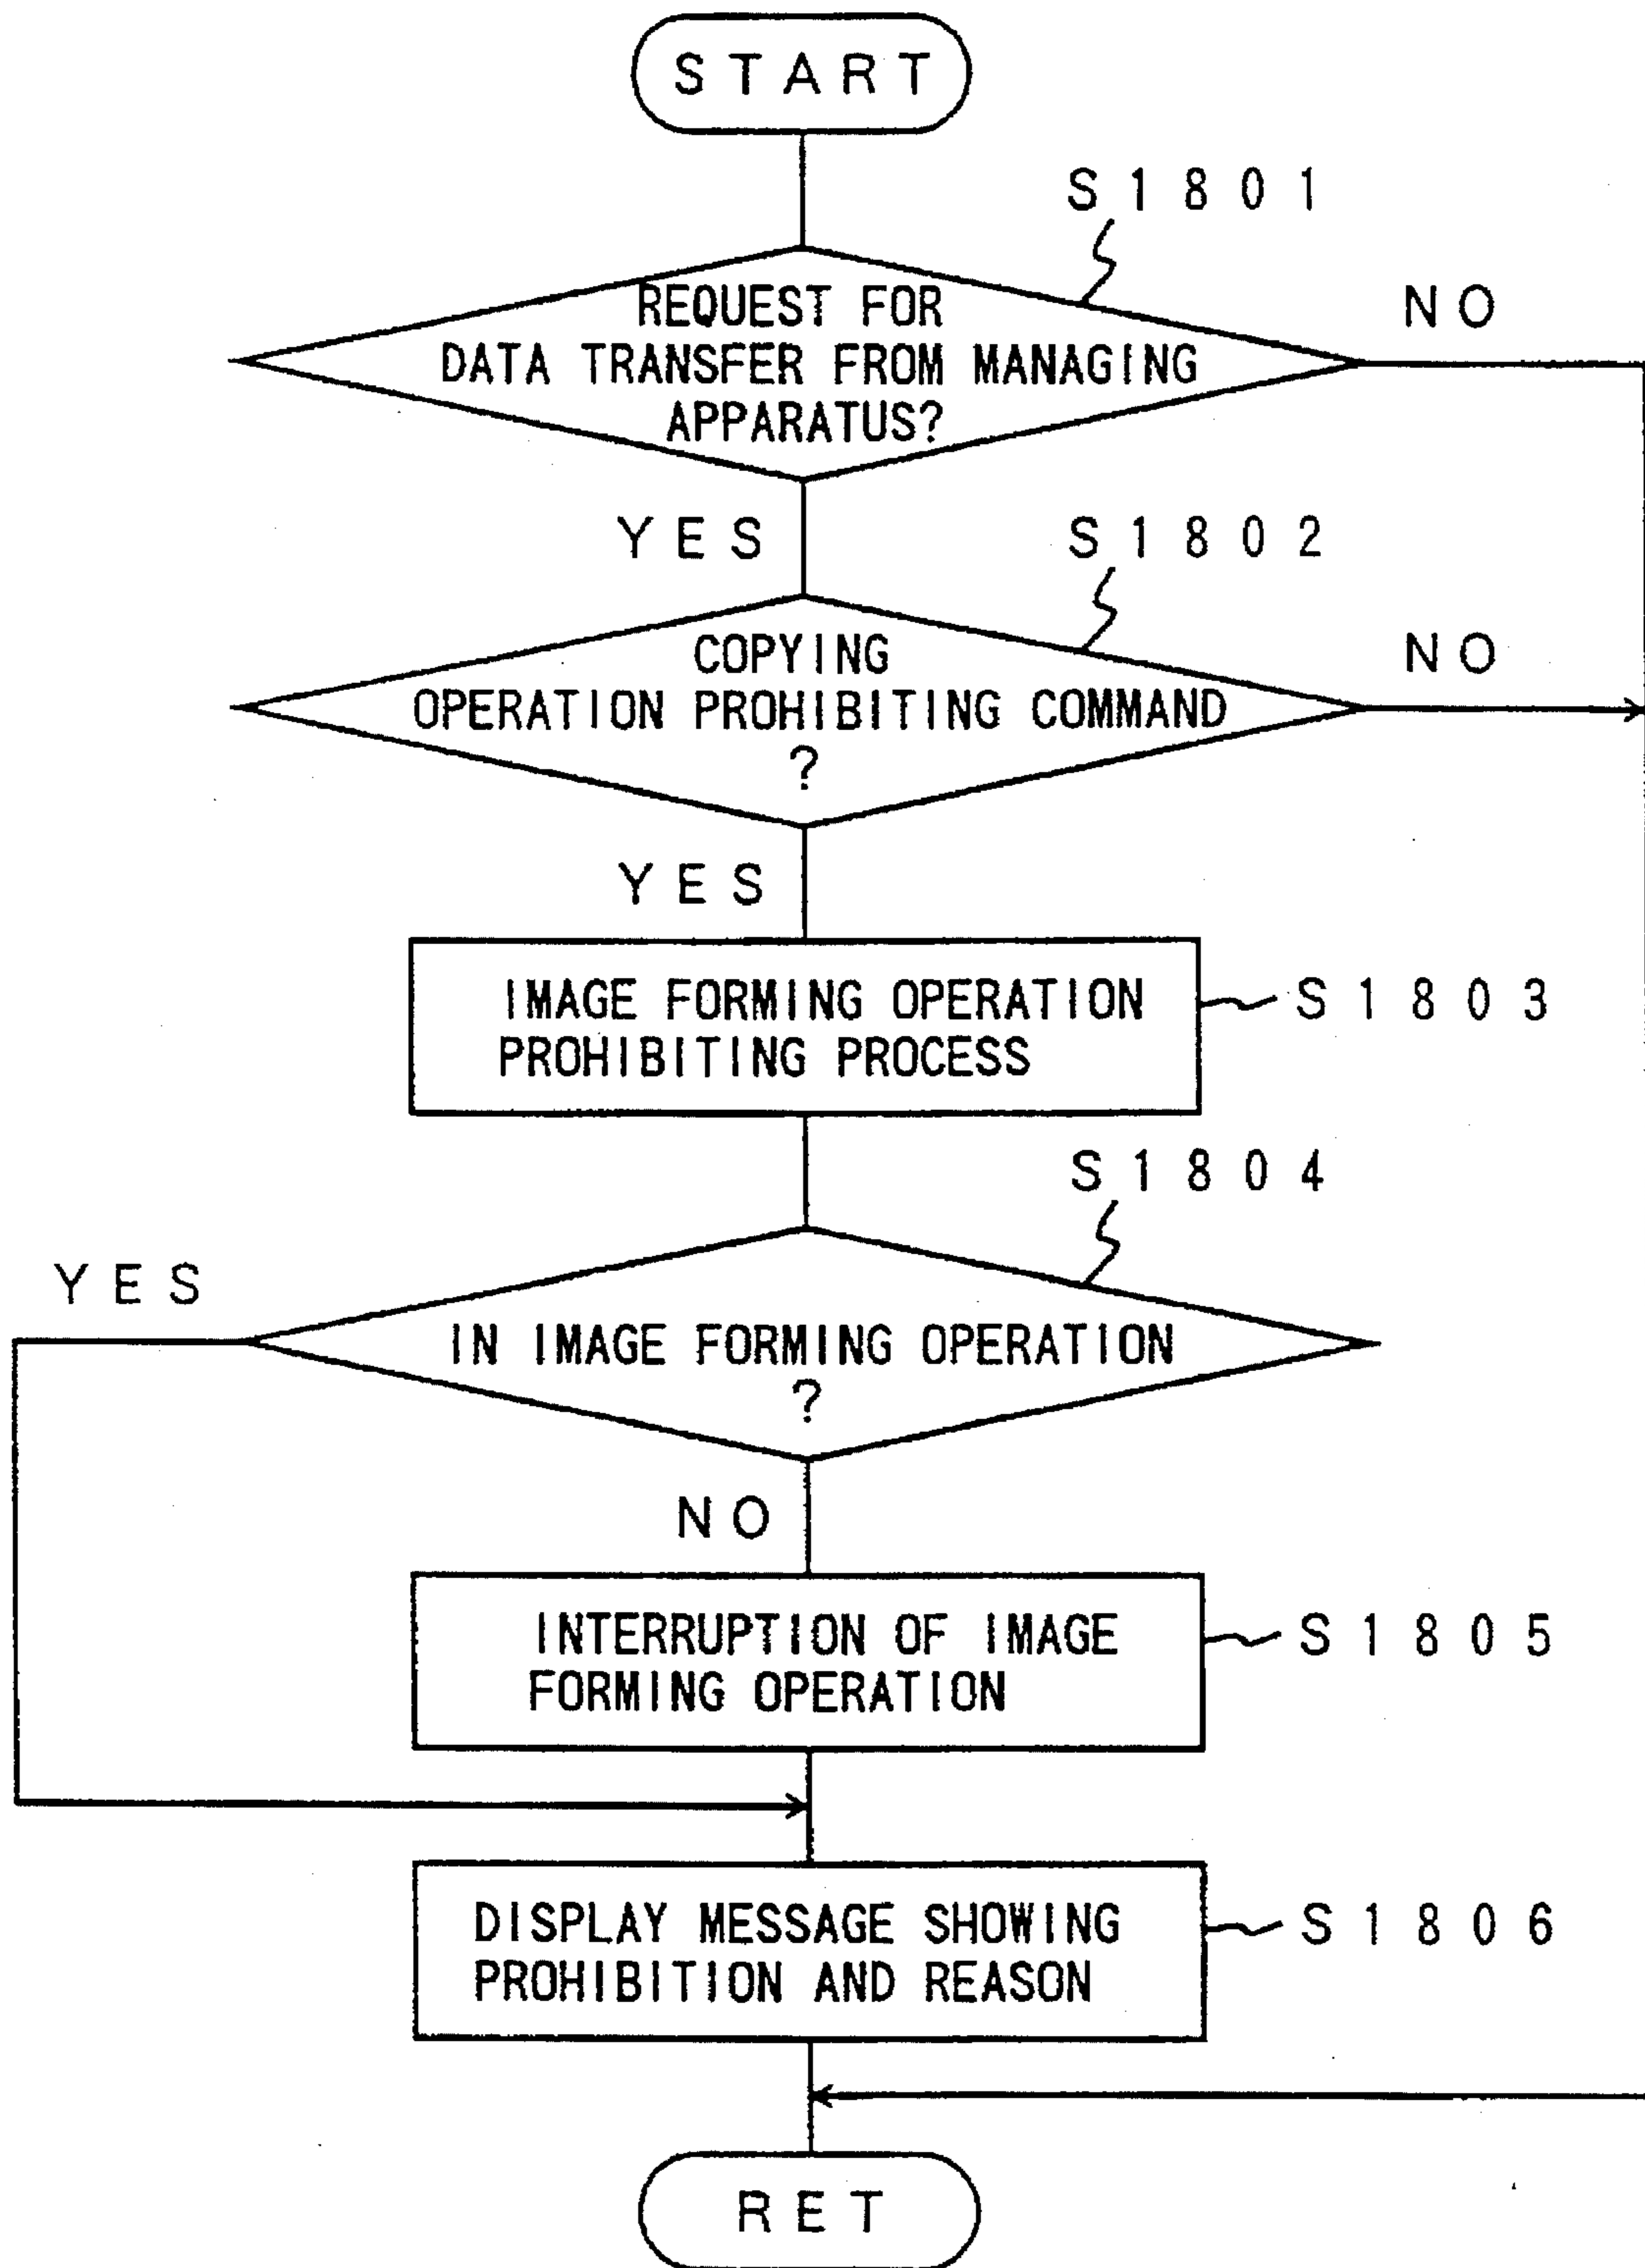 START
S1801
REQUEST FOR
NO
DATA TRANSFER FROM MANAGING
APPARATUS?
YES
S1802
COPYING
NO
OPERATION PROHIBITING COMMAND
?
YES
IMAGE FORMING OPERATION
PROHIBITING PROCESS
S1803
S1804
YES
IN IMAGE FORMING OPERATION
?
NO
INTERRUPTION OF IMAGE
FORMING OPERATION
S1805
DISPLAY MESSAGE SHOWING
PROHIBITION AND REASON
S1806
RET